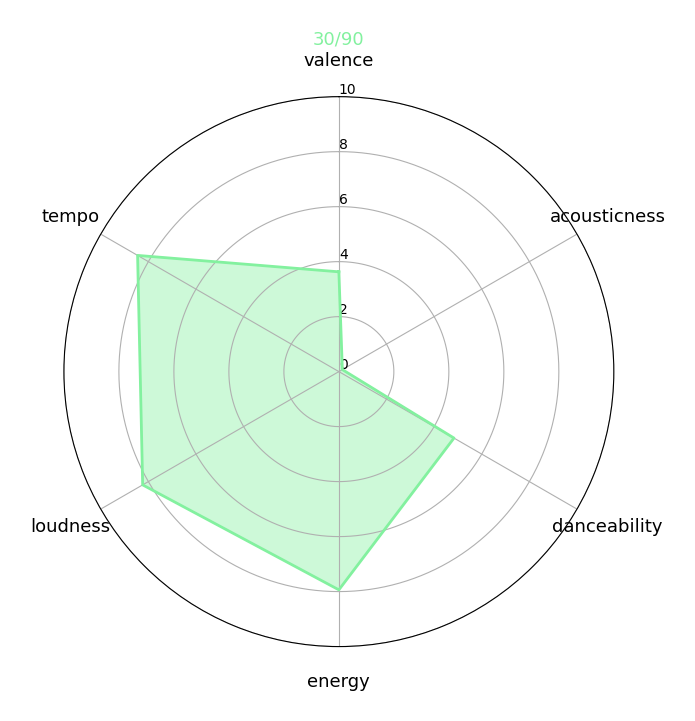 30/90
valence
10
8
tempo
acousticness
6
4
2
0
loudness
danceability
energy